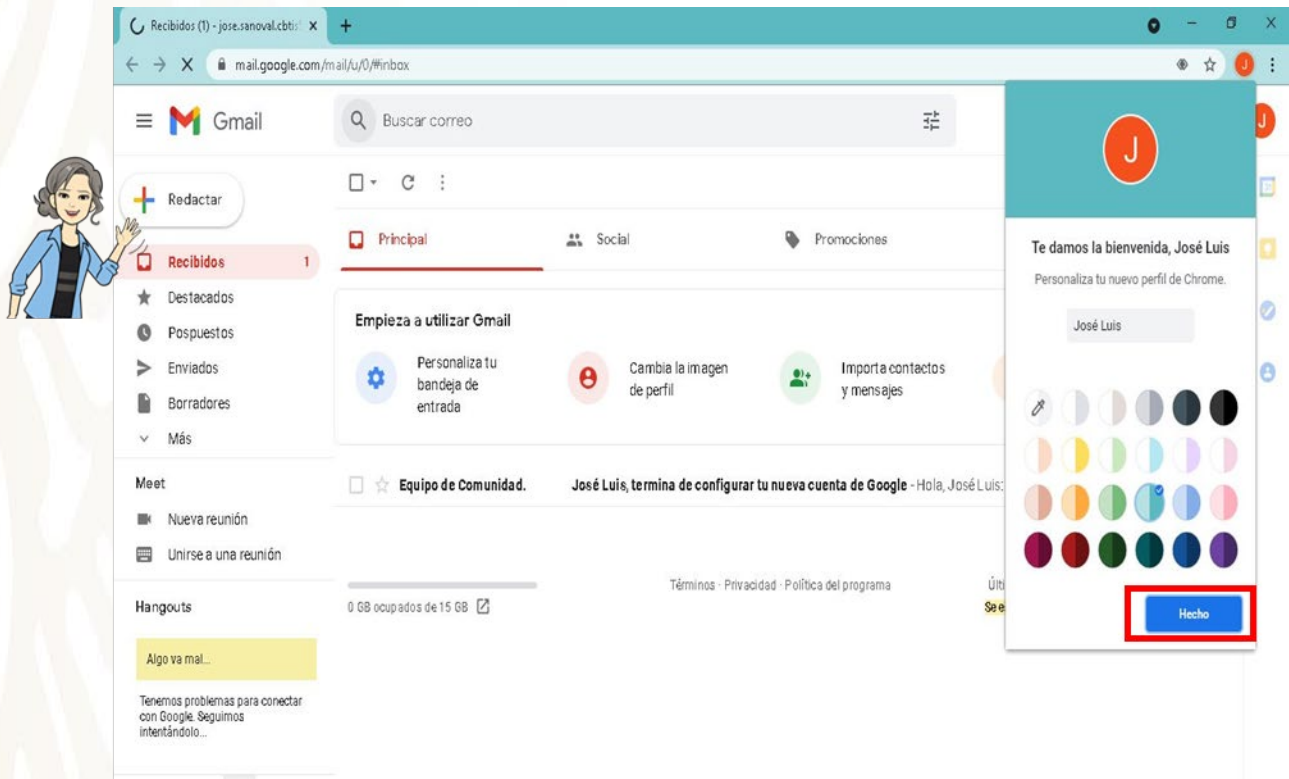 Recibidos (1) - jose.sanoval.cbtis
mail.google.com/mail/u/0/#inbox
J
Gmail
Buscar correo
J
J
Redactar
Principal
Social
Promociones
Recibidos 1
Destacados
Pospuestos
Enviados
Borradores
Más
Empieza a utilizar Gmail
Personaliza tu
bandeja de
entrada
Cambia la imagen
de perfil
Importa contactos
y mensajes
Te damos la bienvenida, José Luis
Personaliza tu nuevo perfil de Chrome.
José Luis
Hecho
Equipo de Comunidad. José Luis, termina de configurar tu nueva cuenta de Google - Hola, José Luis:
Meet
Nueva reunión
Unirse a una reunión
Términos · Privacidad · Política del programa
0 GB ocupados de 15 GB
Hangouts
Algo va mal...
Tenemos problemas para conectar
con Google. Seguimos
intentándolo...